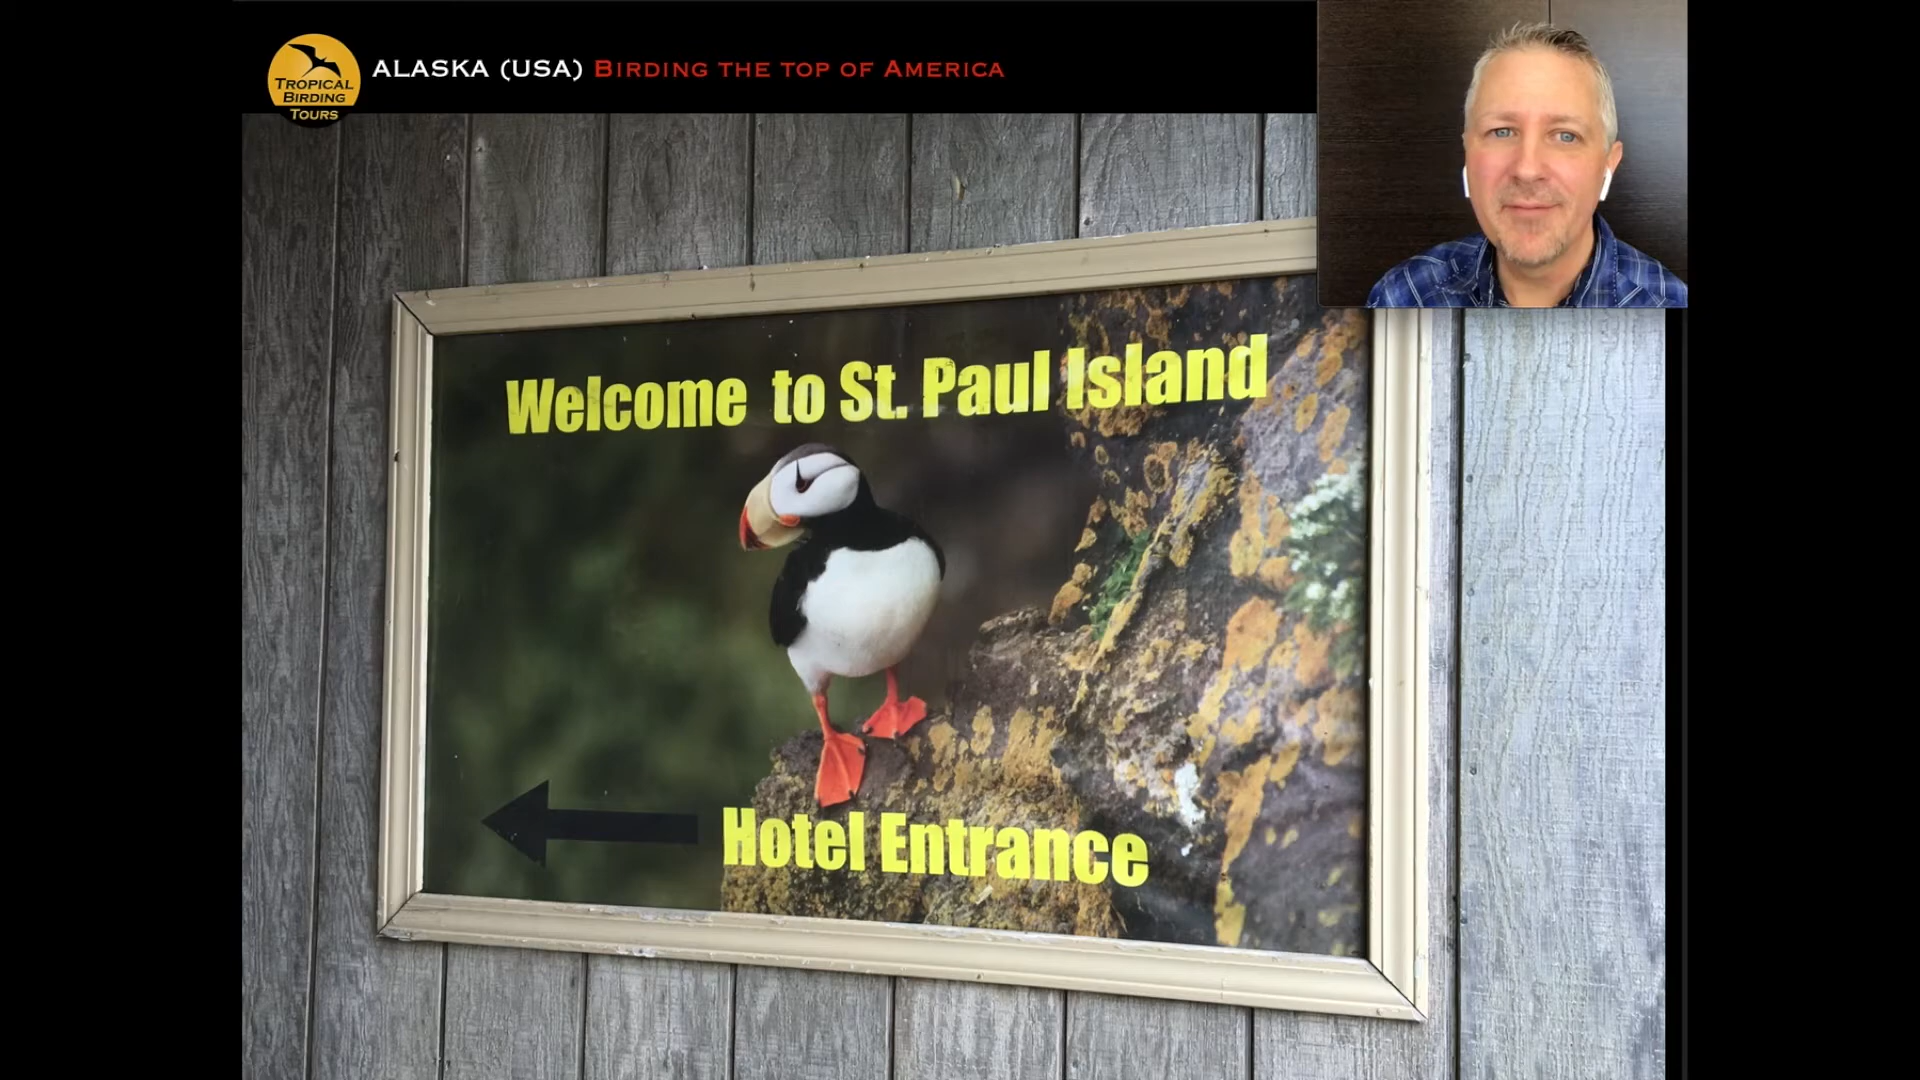 TROPICAL
BIRDING
TOURS
ALASKA (USA) BIRDING THE TOP OF AMERICA
Welcome to St. Paul Island
Hotel Entrance